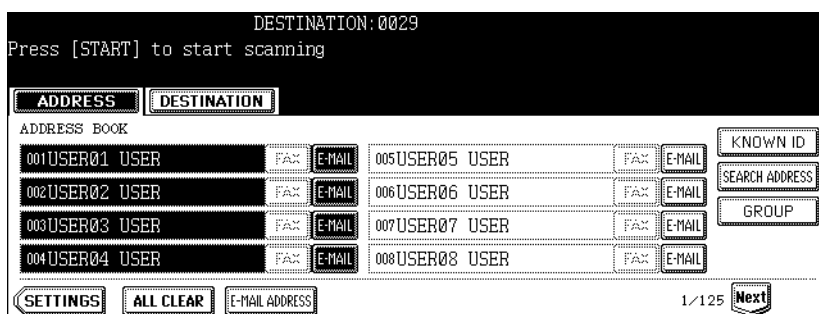 DESTINATION:0029
Press [START] to start scanning
ADDRESS DESTINATION
ADDRESS BOOK
KNOWN ID
001USER01 USER FAX E-MAIL 005USER05 USER FAX E-MAIL
SEARCH ADDRESS
002USER02 USER FAX E-MAIL 006USER06 USER FAX E-MAIL
GROUP
003USER03 USER FAX E-MAIL 007USER07 USER FAX E-MAIL
004USER04 USER FAX E-MAIL 008USER08 USER FAX E-MAIL
SETTINGS ALL CLEAR E-MAIL ADDRESS 1/125 Next